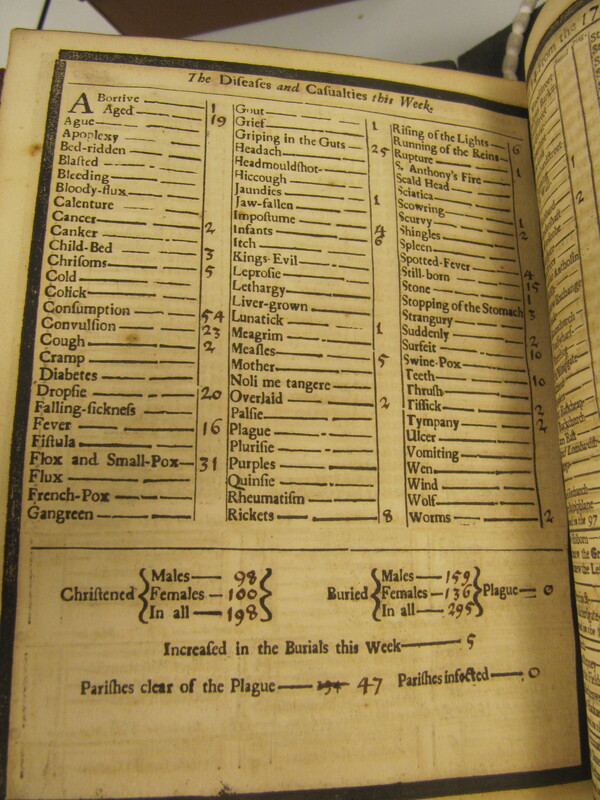 The Diſeaſes and Caſualties this Week.
ABortive 1
Aged 19
Ague
Apoplexy
Bed-ridden
Blaſted
Bleeding
Bloody-flux
Calenture
Cancer 2
Canker
Child-Bed 3
Chriſoms 5
Cold
Colick
Conſumption 54
Convulſion 23
Cough 2
Cramp
Diabetes
Dropſie 20
Falling-ſickneſs
Fever 16
Fiſtula
Flox and Small-Pox 31
Flux
French-Pox
Gangreen
Gout
Grief 1
Griping in the Guts 25
Headach
Headmouldſhot
Hiccough
Jaundies 1
Jaw-fallen
Impoſtume 4
Infants 6
Itch
Kings-Evil
Leproſie
Lethargy
Liver-grown
Lunatick 1
Meagrim
Meaſles 5
Mother
Noli me tangere
Overlaid 2
Palſie
Plague
Pluriſie
Purples
Quinſie
Rheumatiſm
Rickets 8
Riſing of the Lights 6
Running of the Reins
Rupture 1
S. Anthony's Fire
Scald Head
Sciatica
Scowring
Scurvy 1
Shingles 2
Spleen
Spotted-Fever 4
Still-born 15
Stone 1
Stopping of the Stomach 3
Strangury
Suddenly 2
Surfeit 10
Swine-Pox
Teeth 10
Thruſh
Tiſſick 2
Tympany 2
Ulcer
Vomiting
Wen
Wind
Wolf
Worms 2
Chriſtened
Males 98
Females 100
In all 198
Buried
Males 159
Females 136
In all 295
Plague 0
Increaſed in the Burials this Week 5
Pariſhes clear of the Plague 47 Pariſhes infected 0
From the 17